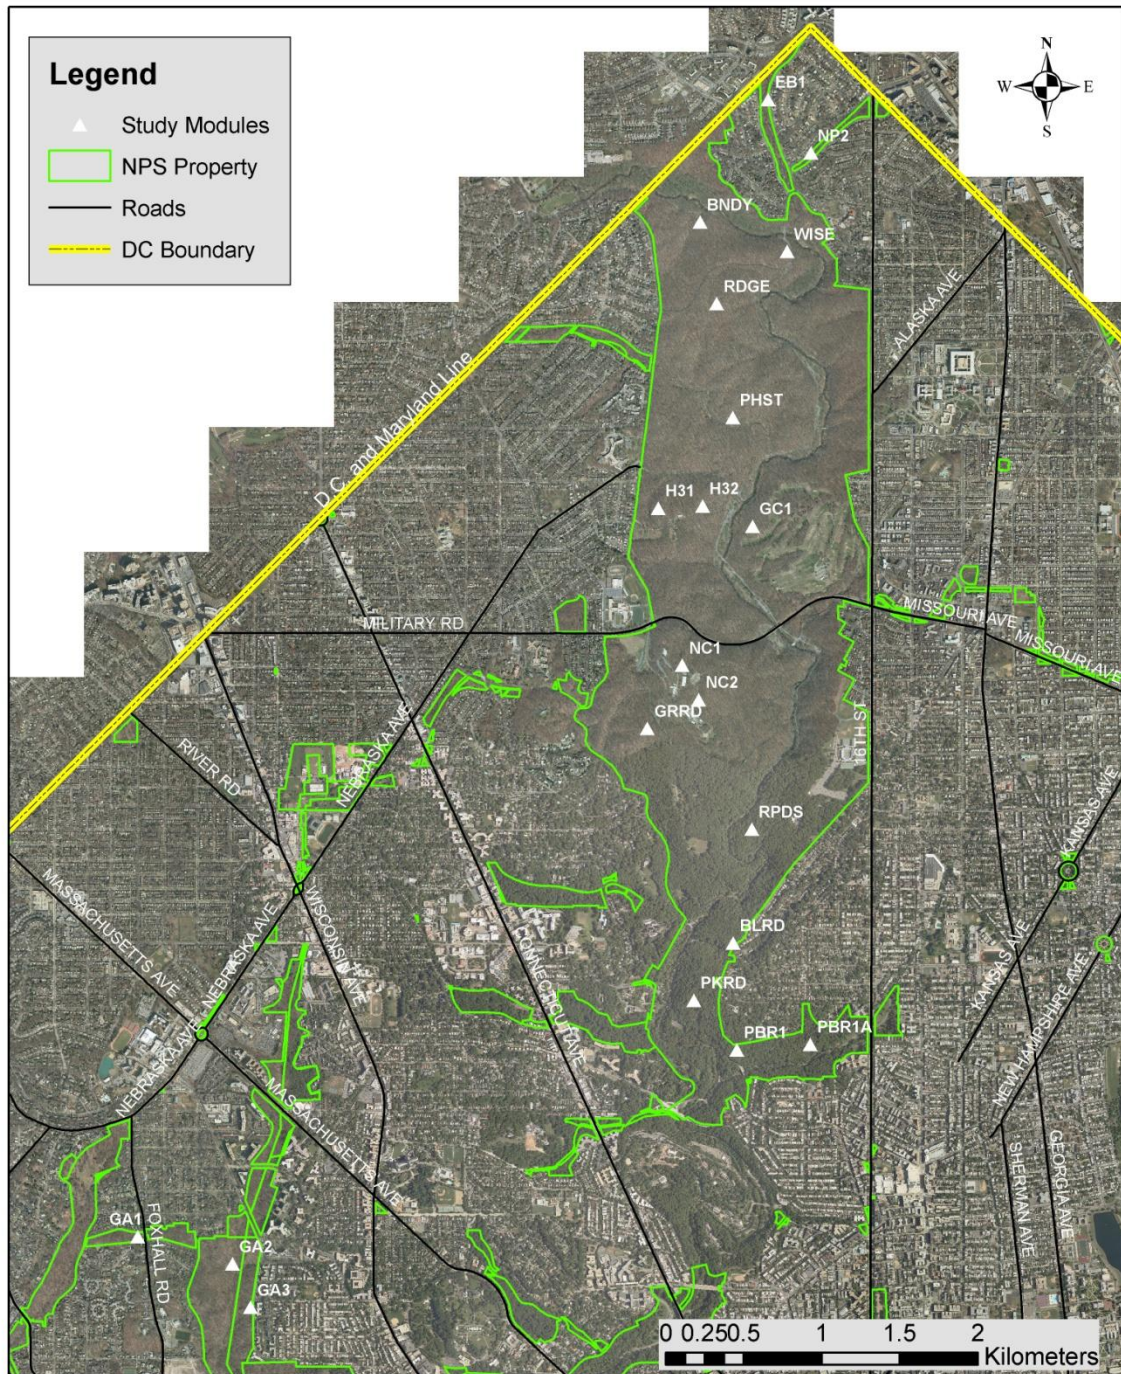 Legend
Study Modules
NPS Property
Roads
DC Boundary
N
W E
S
EB1
NP2
BNDY
WISE
RDGE
ALASKA AVE
D.C. and Maryland Line
PHST
H31
H32
GC1
MISSOURI AVE
MISSOURI AVE
MILITARY RD
NC1
NC2
GRRD
16TH ST
NEBRASKA AVE
RIVER RD
RPDS
KANSAS AVE
MASSACHUSETTS AVE
WISCONSIN AVE
NEBRASKA AVE
CONNECTICUT AVE
BLRD
KANSAS AVE
NEW HAMPSHIRE AVE
PKRD
PBR1
PBR1A
NEBRASKA AVE
MASSACHUSETTS AVE
SHERMAN AVE
GEORGIA AVE
GA1
FOXHALL RD
GA2
GA3
0 0.25 0.5 1 1.5 2
Kilometers